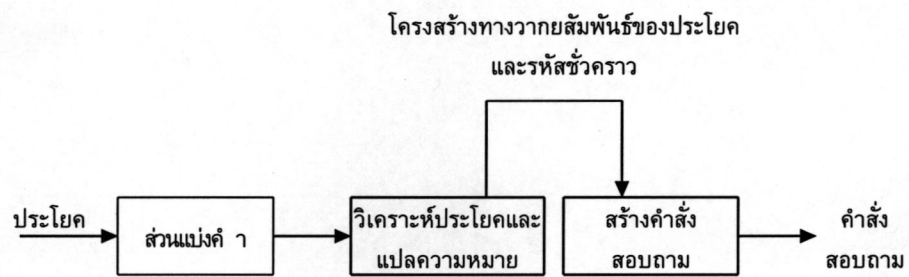 โครงสร้างทางวากยสัมพันธ์ของประโยค
และรหัสชั่วคราว
ประโยค
ส่วนแบ่งคำ
วิเคราะห์ประโยคและ
แปลความหมาย
สร้างคำสั่ง
สอบถาม
คำสั่ง
สอบถาม